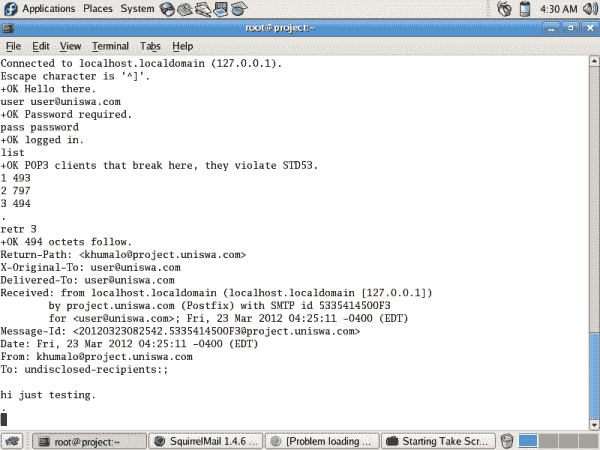 Applications Places System
4:30 AM
root@project:~
File Edit View Terminal Tabs Help
Connected to localhost.localdomain (127.0.0.1).
Escape character is '^]'.
+OK Hello there.
user user@uniswa.com
+OK Password required.
pass password
+OK logged in.
list
+OK POP3 clients that break here, they violate STD53.
1 493
2 797
3 494
.
retr 3
+OK 494 octets follow.
Return-Path: <khumalo@project.uniswa.com>
X-Original-To: user@uniswa.com
Delivered-To: user@uniswa.com
Received: from localhost.localdomain (localhost.localdomain [127.0.0.1])
by project.uniswa.com (Postfix) with SMTP id 5335414500F3
for <user@uniswa.com>; Fri, 23 Mar 2012 04:25:11 -0400 (EDT)
Message-Id: <20120323082542.5335414500F3@project.uniswa.com>
Date: Fri, 23 Mar 2012 04:25:11 -0400 (EDT)
From: khumalo@project.uniswa.com
To: undisclosed-recipients:;
hi just testing.
.
root@project:~
SquirrelMail 1.4.6 ...
[Problem loading ...
Starting Take Scr...